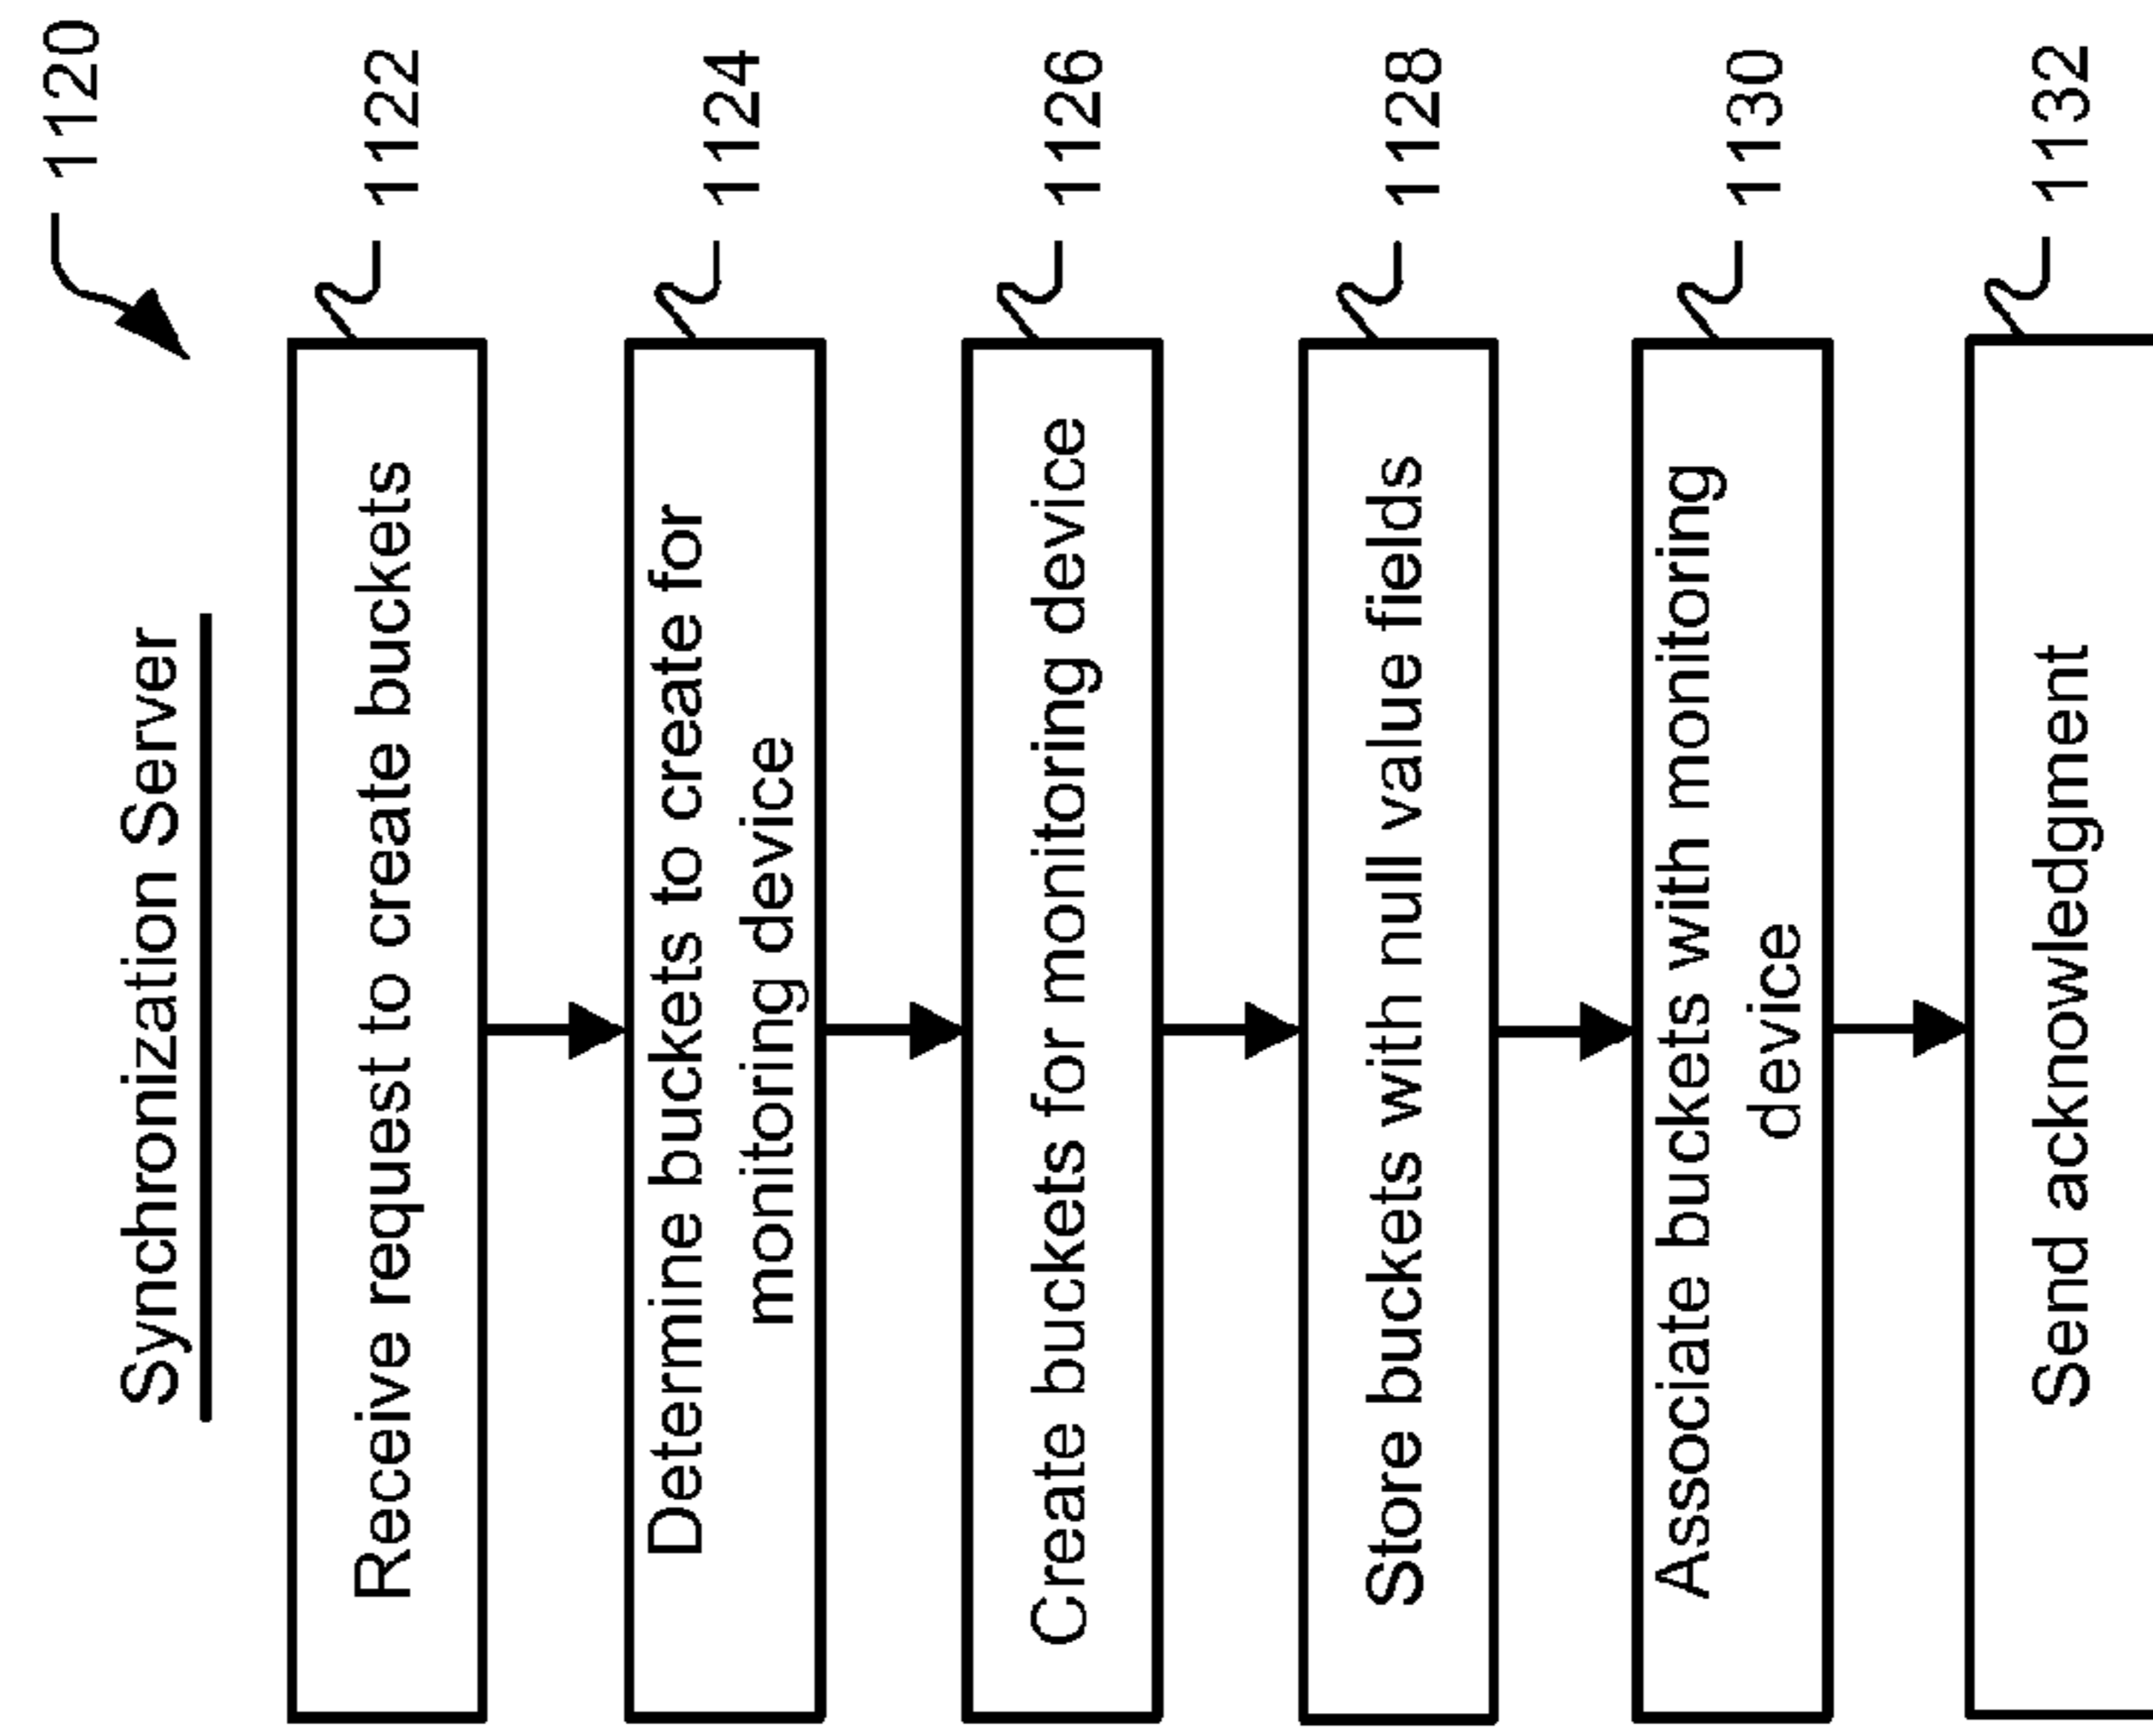 1120
Synchronization Server
Receive request to create buckets
1122
Determine buckets to create for
monitoring device
1124
Create buckets for monitoring device
1126
Store buckets with null value fields
1128
Associate buckets with monitoring
device
1130
Send acknowledgment
1132